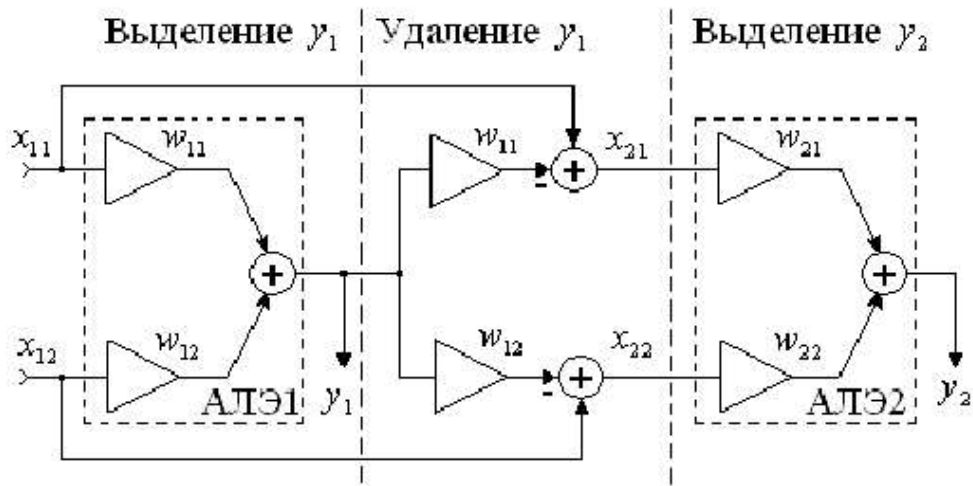 Выделение y₁
Удаление y₁
Выделение y₂
x₁₁
w₁₁
w₁₁
x₂₁
w₂₁
+
-
+
+
+
x₁₂
w₁₂
y₁
w₁₂
-
x₂₂
w₂₂
y₂
АЛЭ1
АЛЭ2